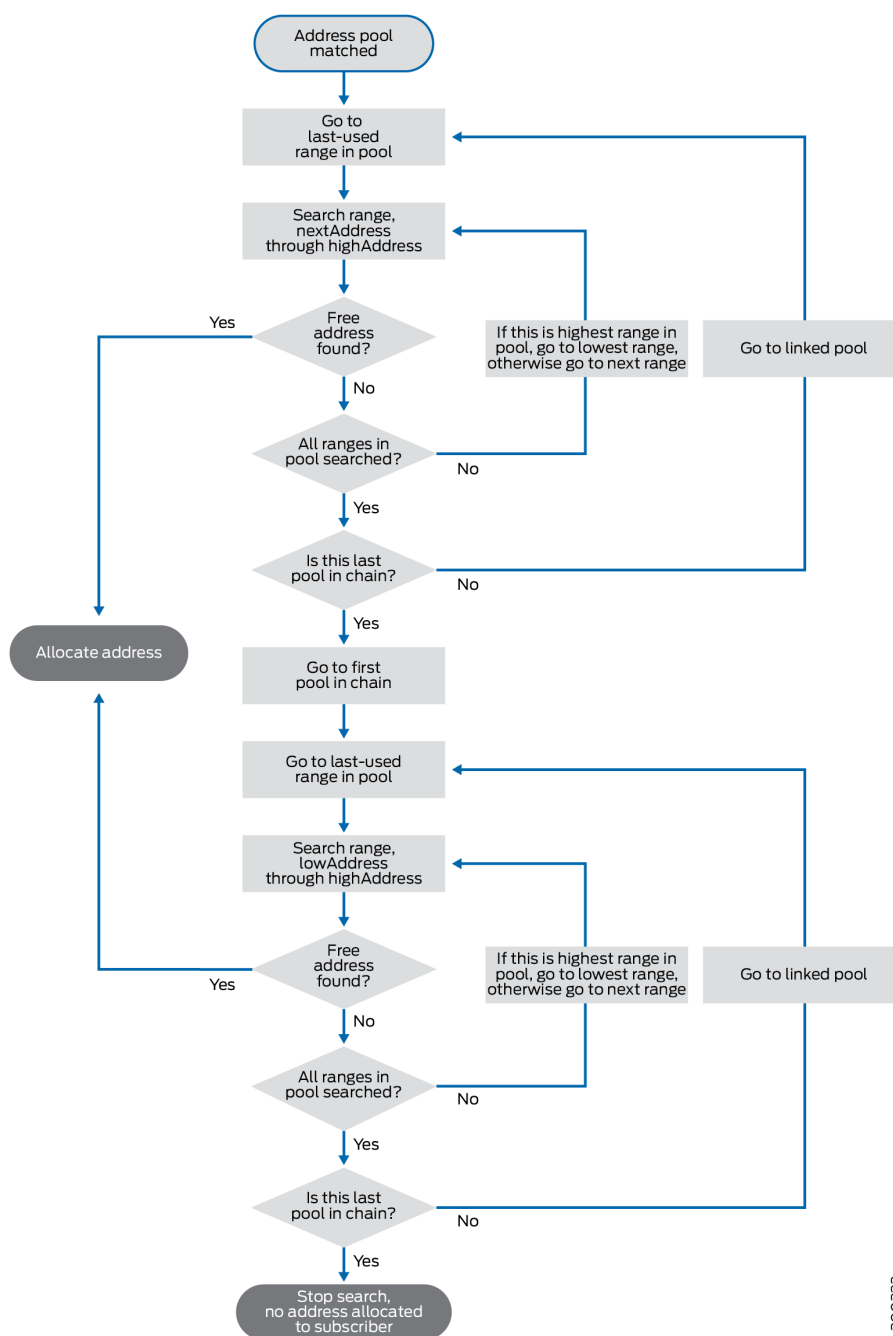 Address pool
matched
Go to
last-used
range in pool
Search range,
nextAddress
through highAddress
Yes
Free
address
found?
If this is highest range in
pool, go to lowest range,
otherwise go to next range
Go to linked pool
No
All ranges in
pool searched?
No
Yes
Is this last
pool in chain?
No
Yes
Allocate address
Go to first
pool in chain
Go to last-used
range in pool
Search range,
lowAddress
through highAddress
Free
address
found?
Yes
If this is highest range in
pool, go to lowest range,
otherwise go to next range
Go to linked pool
No
All ranges in
pool searched?
No
Yes
Is this last
pool in chain?
No
Yes
Stop search,
no address allocated
to subscriber